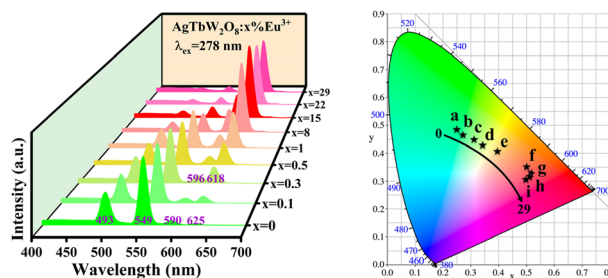 AgTbW₂O₈:x%Eu³⁺
λex=278 nm
x=29
x=22
x=15
x=8
x=1
x=0.5
x=0.3
x=0.1
x=0
596 618
493 549 590 625
Intensity (a.u.)
400 450 500 550 600 650 700
Wavelength (nm)
0.9
0.8
0.7
0.6
0.5
y
0.4
0.3
0.2
0.1
0.0
0.0 0.1 0.2 0.3 0.4 0.5 0.6 0.7
x
520
540
560
580
600
620
700
500
490
480
470
460
380
a b c d e f g h i
0
29